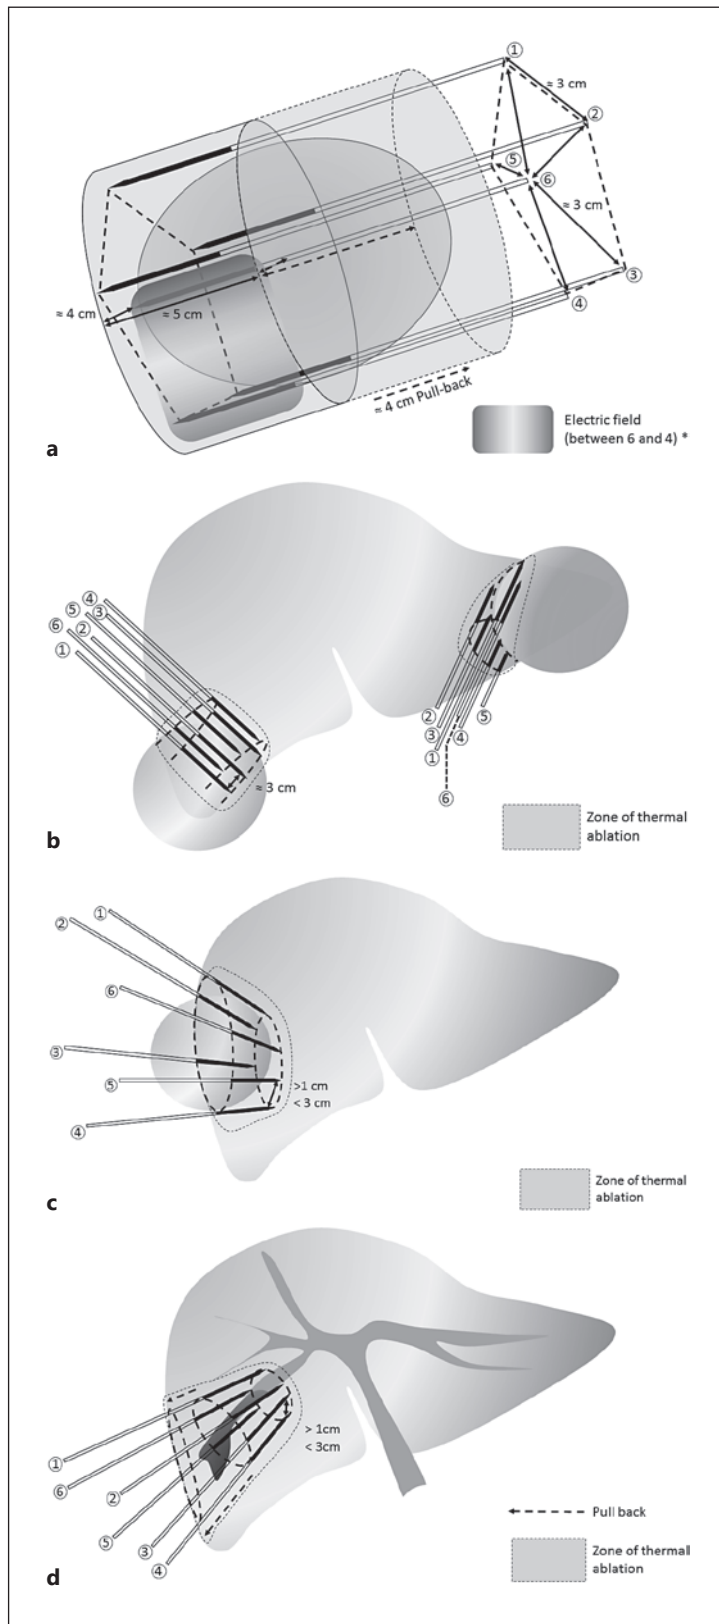 ①
≈ 3 cm
②
⑤
⑥
≈ 3 cm
③
④
≈ 4 cm
≈ 5 cm
≈ 4 cm Pull-back
Electric field
(between 6 and 4) *
a
④
⑤
③
⑥
②
①
≈ 3 cm
②
③
①
④
⑤
⑥
Zone of thermal
ablation
b
①
②
⑥
③
⑤
④
>1 cm
< 3 cm
Zone of thermal
ablation
c
①
⑥
②
⑤
③
④
> 1cm
< 3cm
Pull back
Zone of thermal
ablation
d